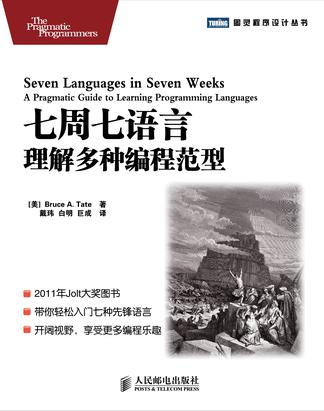 The
Pragmatic
Programmers
TURING 图灵程序设计丛书
Seven Languages in Seven Weeks
A Pragmatic Guide to Learning Programming Languages
七周七语言
理解多种编程范型
[美] Bruce A. Tate 著
戴玮 白明 巨成 译
2011年Jolt大奖图书
带你轻松入门七种先锋语言
开阔视野，享受更多编程乐趣
人民邮电出版社
POSTS & TELECOM PRESS